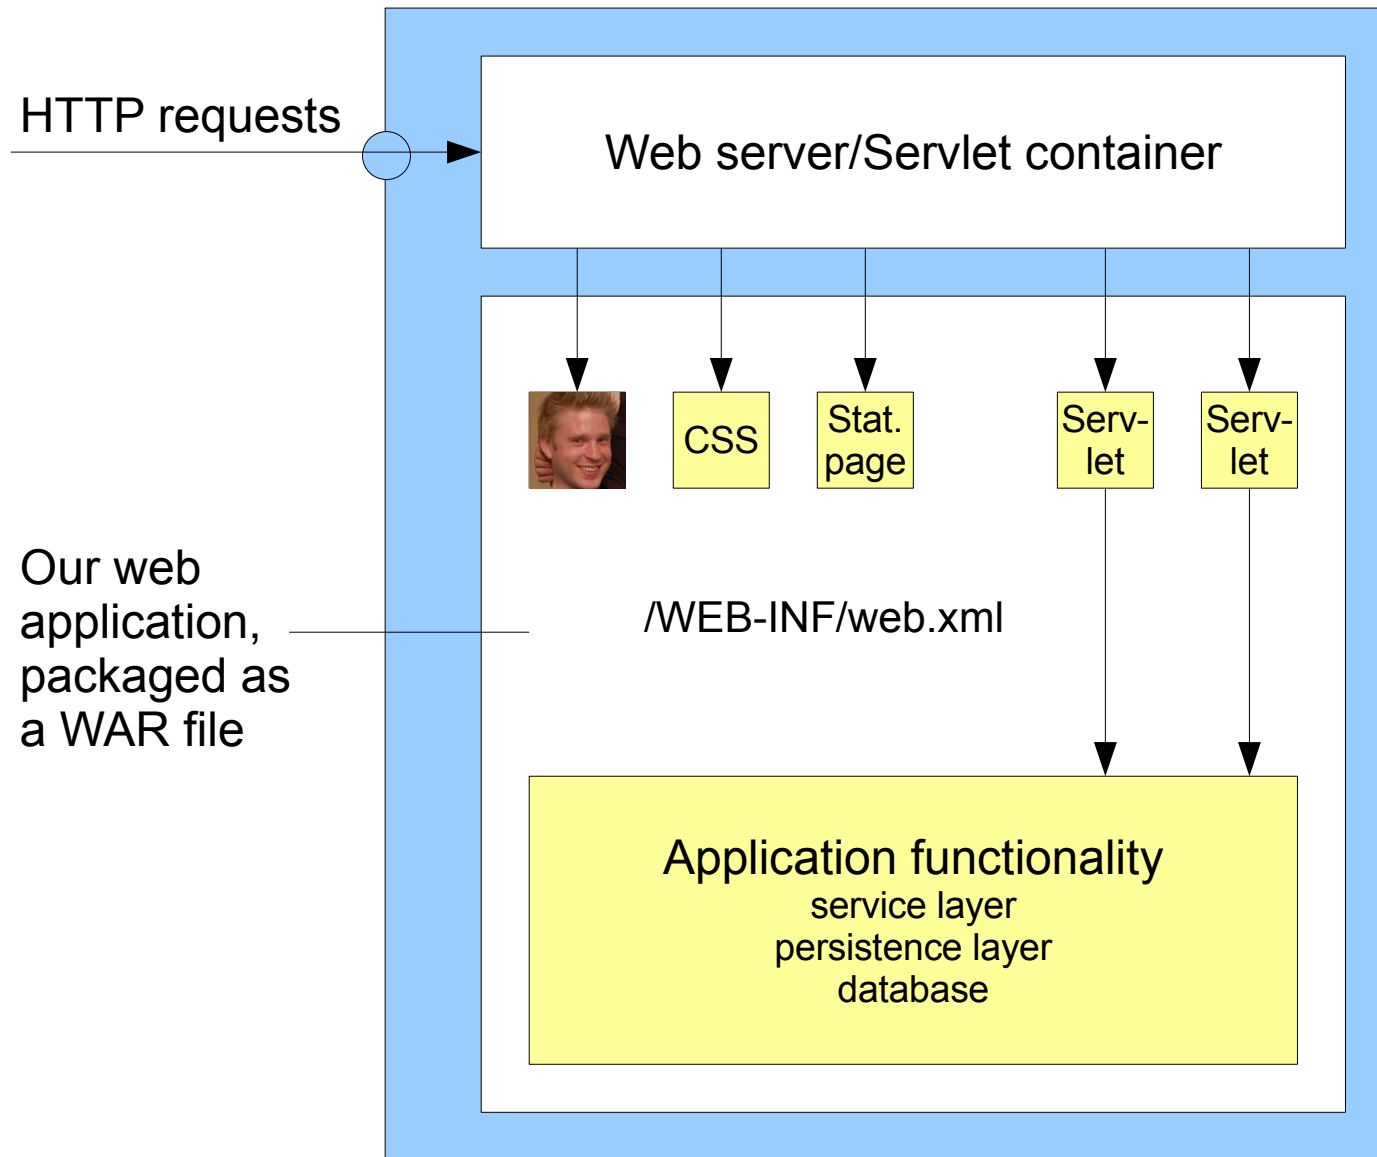 HTTP requests
Web server/Servlet container
CSS
Stat.
page
Serv-
let
Serv-
let
Our web
application,
packaged as
a WAR file
/WEB-INF/web.xml
Application functionality
service layer
persistence layer
database